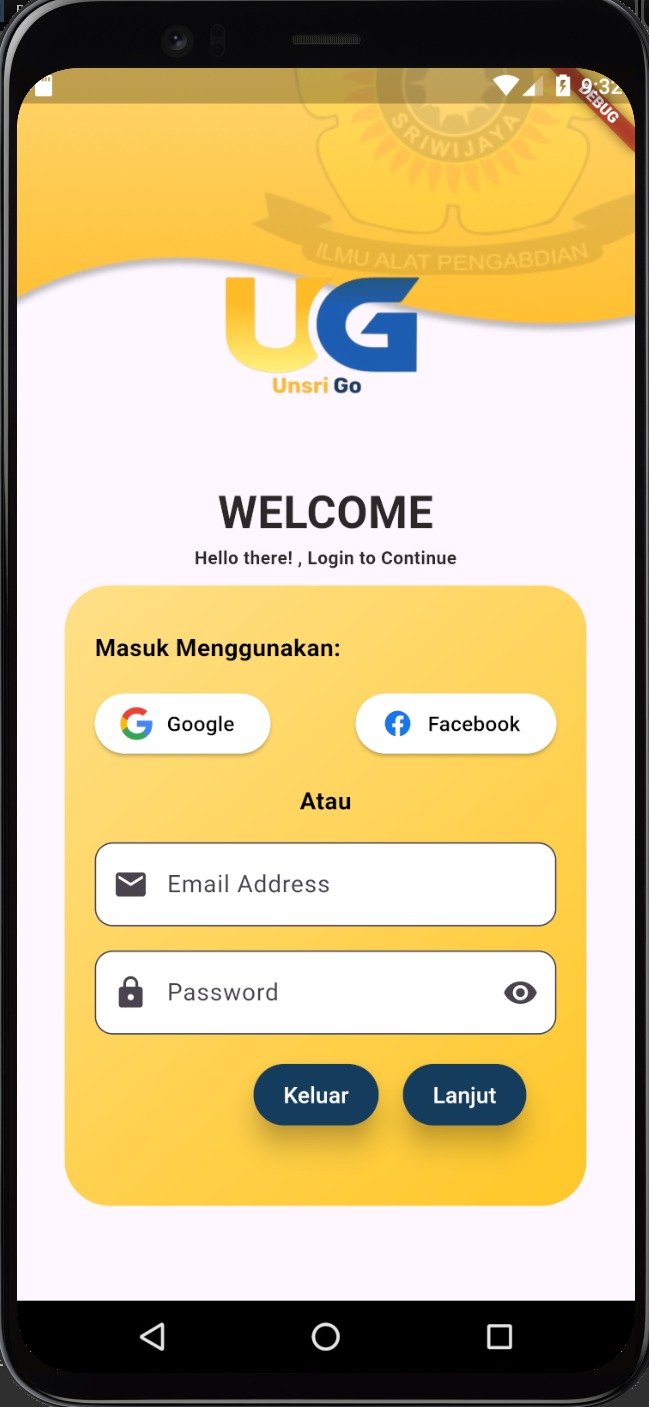 9:32
DEBUG
SRIWIJAYA
ILMU ALAT PENGABDIAN
UG
Unsri Go
WELCOME
Hello there! , Login to Continue
Masuk Menggunakan:
Google
Facebook
Atau
Email Address
Password
Keluar
Lanjut